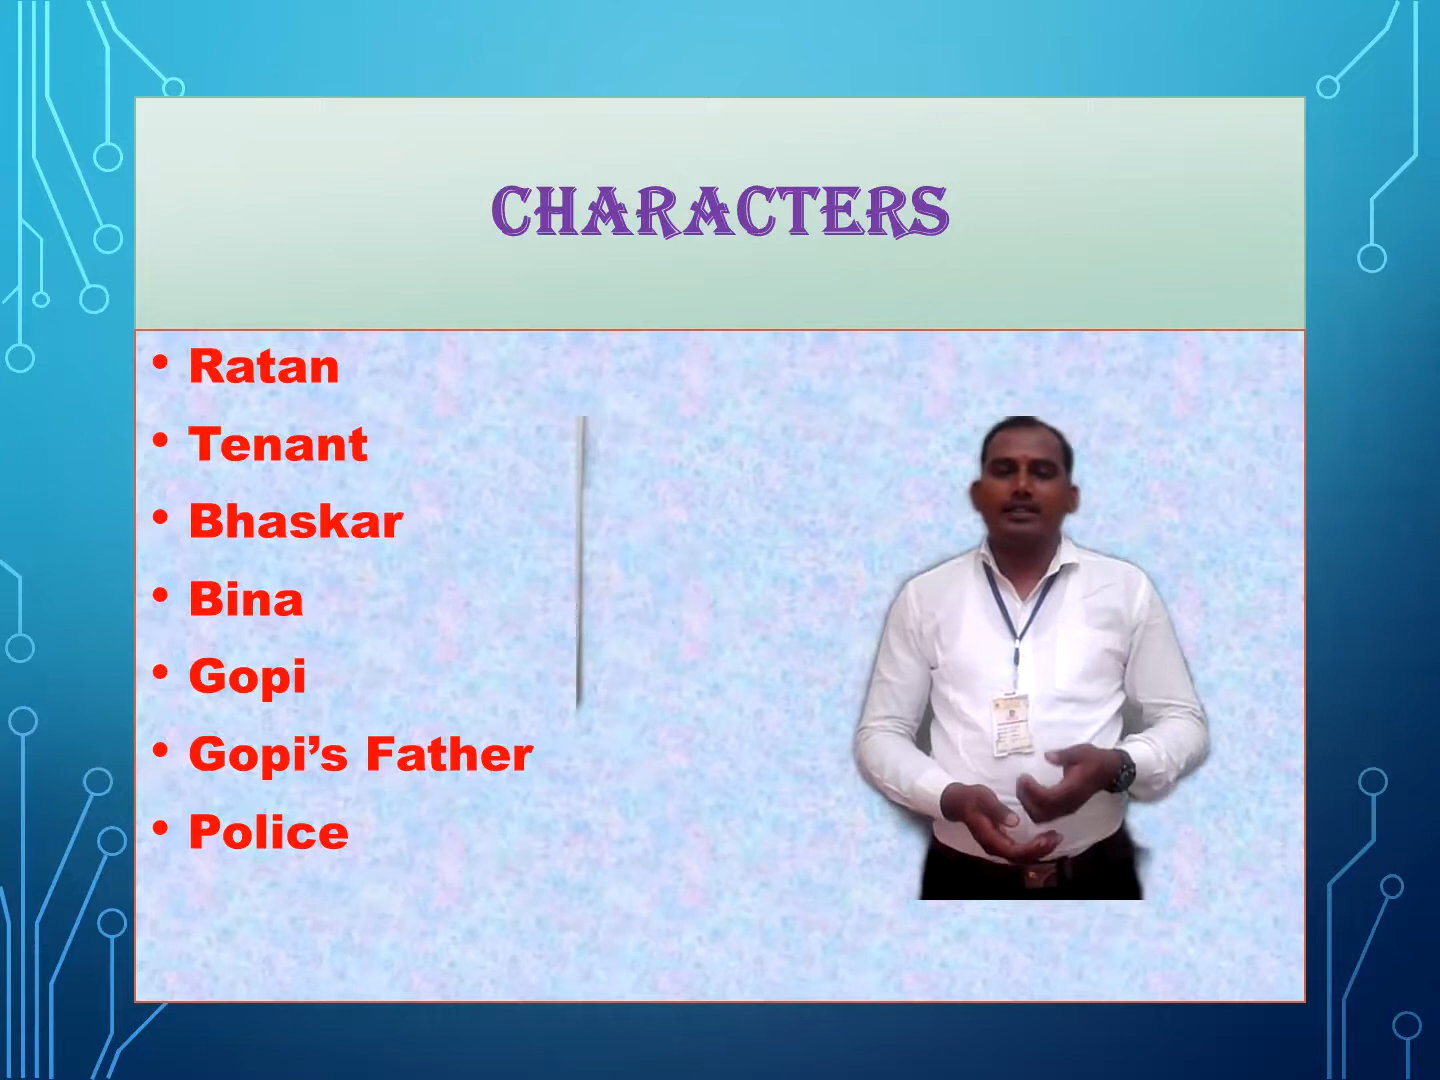 CHARACTERS
• Ratan
• Tenant
• Bhaskar
• Bina
• Gopi
• Gopi’s Father
• Police